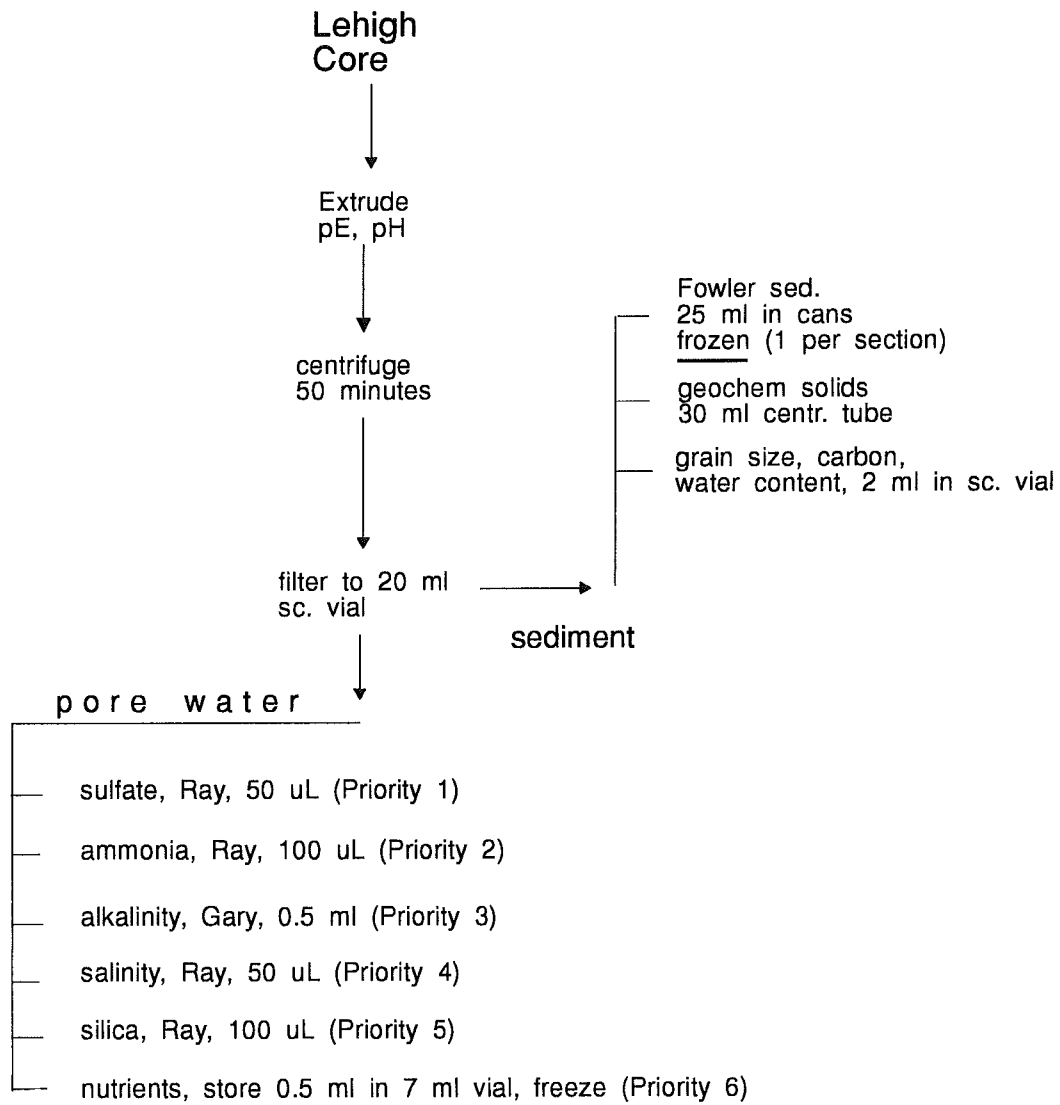 Lehigh
Core
Extrude
pE, pH
centrifuge
50 minutes
filter to 20 ml
sc. vial
sediment
Fowler sed.
25 ml in cans
frozen (1 per section)
geochem solids
30 ml centr. tube
grain size, carbon,
water content, 2 ml in sc. vial
pore water
sulfate, Ray, 50 uL (Priority 1)
ammonia, Ray, 100 uL (Priority 2)
alkalinity, Gary, 0.5 ml (Priority 3)
salinity, Ray, 50 uL (Priority 4)
silica, Ray, 100 uL (Priority 5)
nutrients, store 0.5 ml in 7 ml vial, freeze (Priority 6)